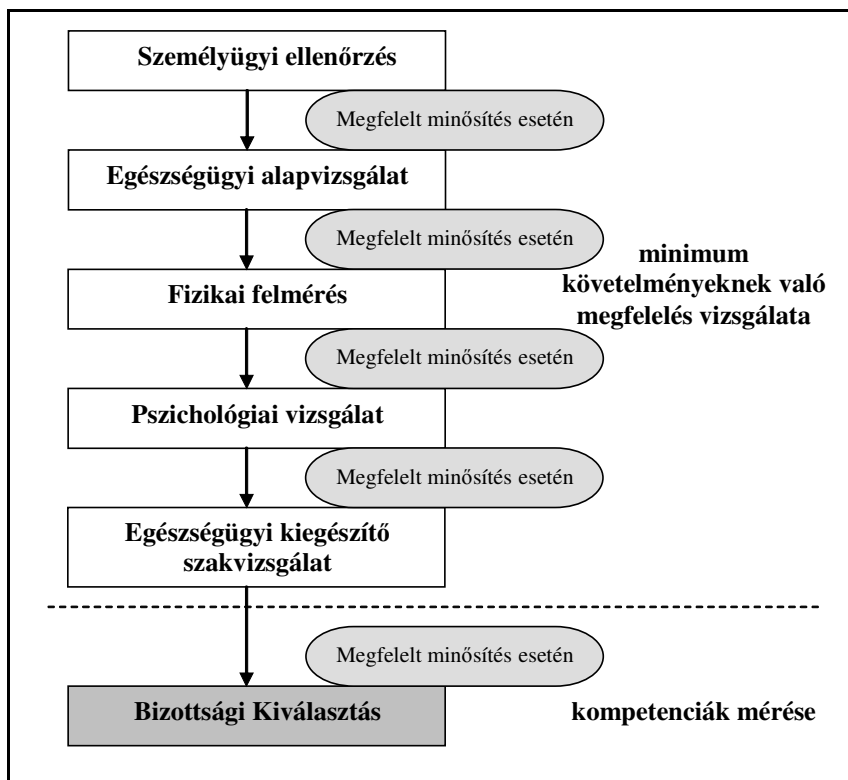 Személyügyi ellenőrzés
Megfelelt minősítés esetén
Egészségügyi alapvizsgálat
Megfelelt minősítés esetén
Fizikai felmérés
minimum
követelményeknek való
megfelelés vizsgálata
Megfelelt minősítés esetén
Pszichológiai vizsgálat
Megfelelt minősítés esetén
Egészségügyi kiegészítő
szakvizsgálat
Megfelelt minősítés esetén
Bizottsági Kiválasztás
kompetenciák mérése